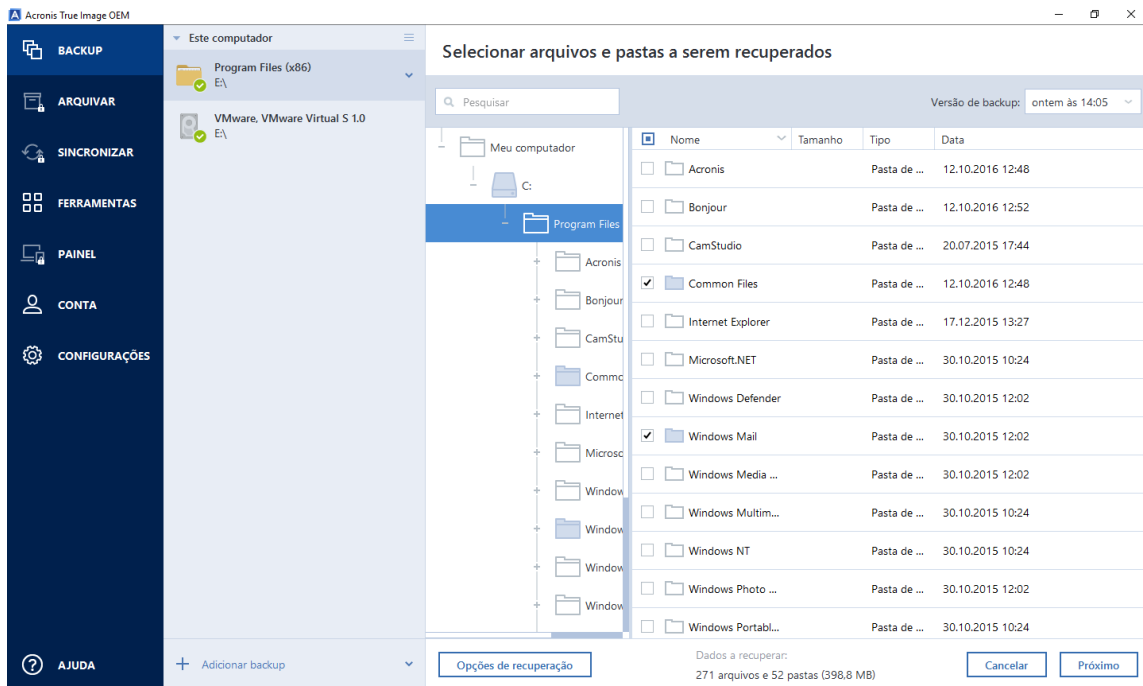 Acronis True Image OEM
BACKUP
ARQUIVAR
SINCRONIZAR
FERRAMENTAS
PAINEL
CONTA
CONFIGURAÇÕES
AJUDA
Este computador
Program Files (x86)
E:\
VMware, VMware Virtual S 1.0
E:\
Adicionar backup
Selecionar arquivos e pastas a serem recuperados
Pesquisar
Versão de backup: ontem às 14:05
Meu computador
C:
Program Files
Acronis
Bonjour
CamStu
Commo
Internet
Microso
Window
Window
Window
Window
Nome Tamanho Tipo Data
Acronis Pasta de ... 12.10.2016 12:48
Bonjour Pasta de ... 12.10.2016 12:52
CamStudio Pasta de ... 20.07.2015 17:44
Common Files Pasta de ... 12.10.2016 12:48
Internet Explorer Pasta de ... 17.12.2015 13:27
Microsoft.NET Pasta de ... 30.10.2015 10:24
Windows Defender Pasta de ... 30.10.2015 12:02
Windows Mail Pasta de ... 30.10.2015 12:02
Windows Media ... Pasta de ... 30.10.2015 12:02
Windows Multim... Pasta de ... 30.10.2015 10:24
Windows NT Pasta de ... 30.10.2015 10:24
Windows Photo ... Pasta de ... 30.10.2015 12:02
Windows Portabl... Pasta de ... 30.10.2015 10:24
Opções de recuperação
Dados a recuperar:
271 arquivos e 52 pastas (398,8 MB)
Cancelar
Próximo